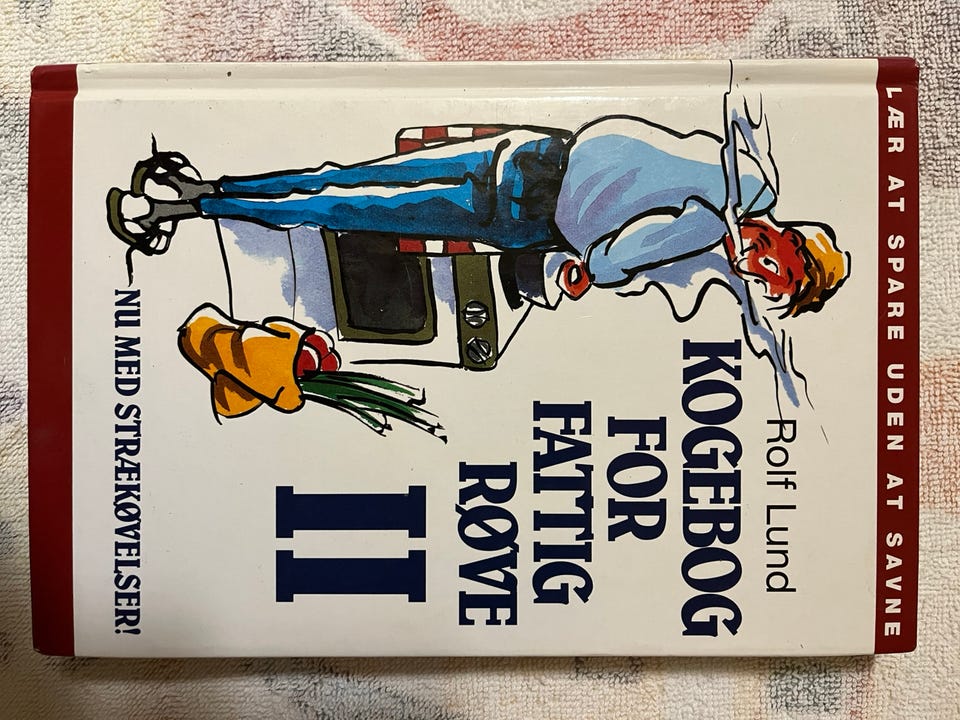 LÆR AT SPARE UDEN AT SAVNE
Rolf Lund
KOGEBOG
FOR
FATTIG
RØVE
II
NU MED STRÆKØVELSER!